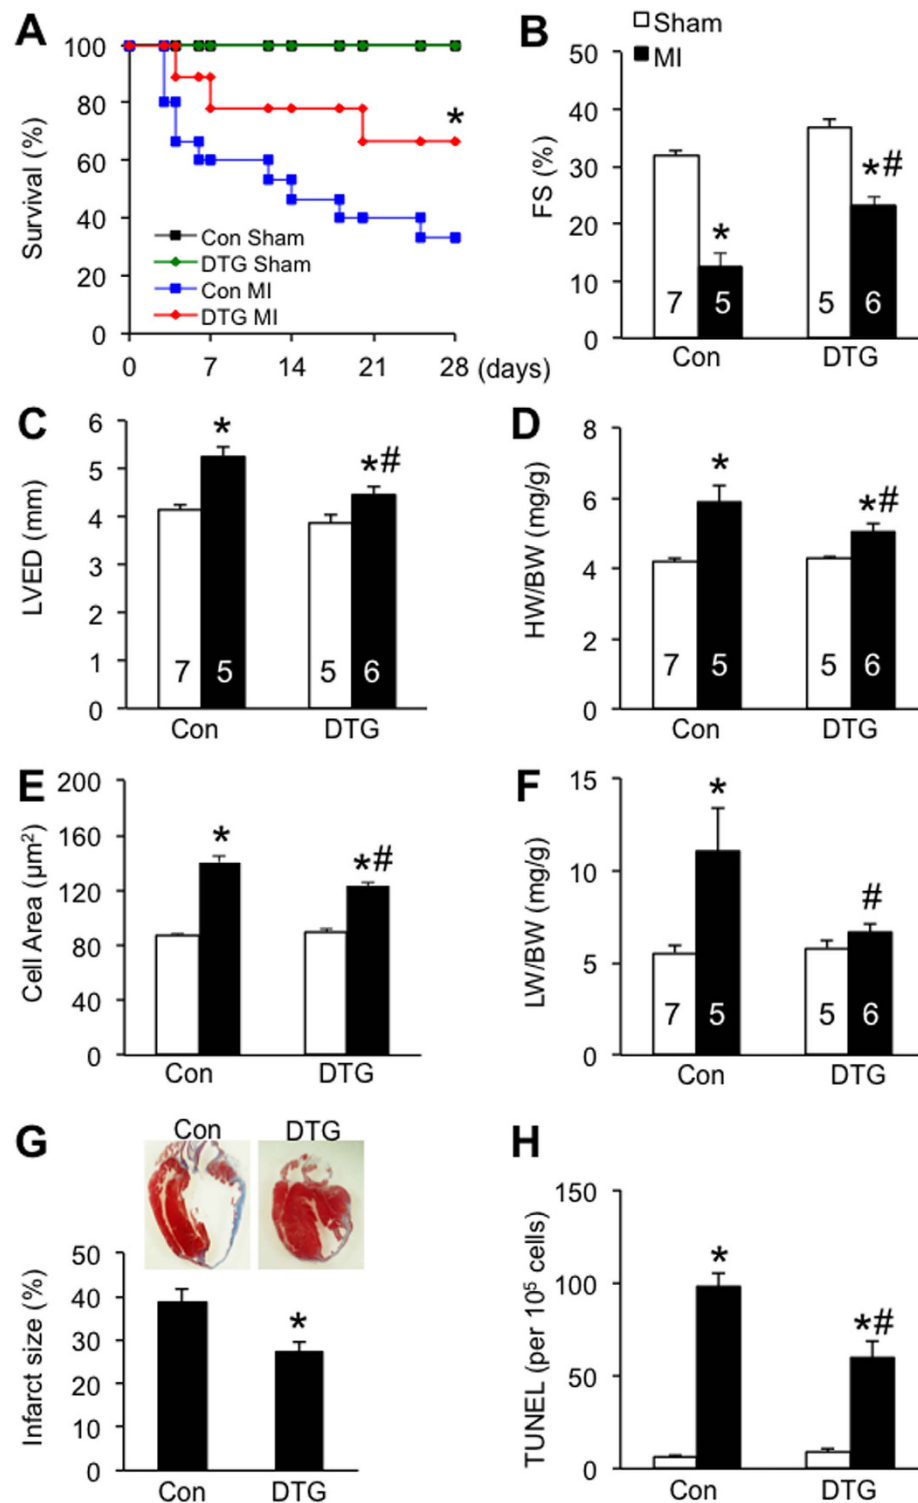 A
Survival (%)
100
80
60
40
20
0
Con Sham
DTG Sham
Con MI
DTG MI
*
0 7 14 21 28 (days)
B
Sham
MI
FS (%)
50
40
30
20
10
0
*
*#
7 5 5 6
Con DTG
C
LVED (mm)
6
5
4
3
2
1
0
*
*#
7 5 5 6
Con DTG
D
HW/BW (mg/g)
8
6
4
2
0
*
*#
7 5 5 6
Con DTG
E
Cell Area (µm²)
200
160
120
80
40
0
*
*#
Con DTG
F
LW/BW (mg/g)
15
10
5
0
*
#
7 5 5 6
Con DTG
G
Con DTG
Infarct size (%)
50
40
30
20
10
0
*
Con DTG
H
TUNEL (per 10⁵ cells)
150
100
50
0
*
*#
Con DTG